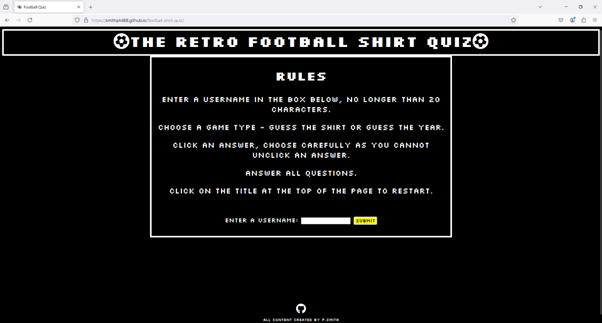 Football Quiz
https://smithph88.github.io/football-shirt-quiz/
THE RETRO FOOTBALL SHIRT QUIZ
RULES
ENTER A USERNAME IN THE BOX BELOW, NO LONGER THAN 20
CHARACTERS.
CHOOSE A GAME TYPE - GUESS THE SHIRT OR GUESS THE YEAR.
CLICK AN ANSWER, CHOOSE CAREFULLY AS YOU CANNOT
UNCLICK AN ANSWER.
ANSWER ALL QUESTIONS.
CLICK ON THE TITLE AT THE TOP OF THE PAGE TO RESTART.
ENTER A USERNAME: SUBMIT
ALL CONTENT CREATED BY P.SMITH